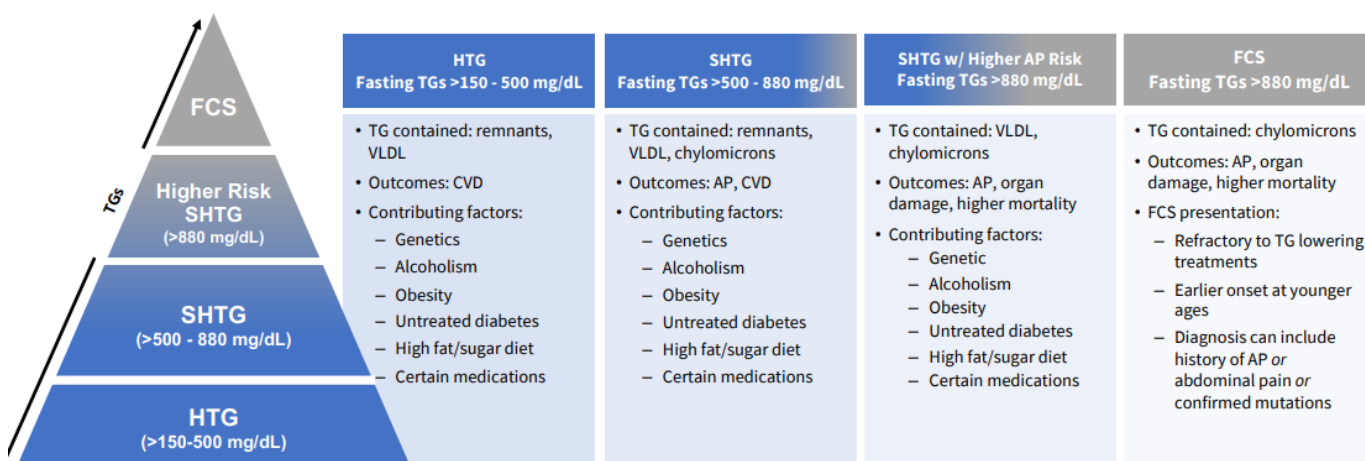 FCS
TGs
Higher Risk
SHTG
(>880 mg/dL)
SHTG
(>500 - 880 mg/dL)
HTG
(>150-500 mg/dL)
HTG
Fasting TGs >150 - 500 mg/dL
• TG contained: remnants,
VLDL
• Outcomes: CVD
• Contributing factors:
– Genetics
– Alcoholism
– Obesity
– Untreated diabetes
– High fat/sugar diet
– Certain medications
SHTG
Fasting TGs >500 - 880 mg/dL
• TG contained: remnants,
VLDL, chylomicrons
• Outcomes: AP, CVD
• Contributing factors:
– Genetics
– Alcoholism
– Obesity
– Untreated diabetes
– High fat/sugar diet
– Certain medications
SHTG w/ Higher AP Risk
Fasting TGs >880 mg/dL
• TG contained: VLDL,
chylomicrons
• Outcomes: AP, organ
damage, higher mortality
• Contributing factors:
– Genetic
– Alcoholism
– Obesity
– Untreated diabetes
– High fat/sugar diet
– Certain medications
FCS
Fasting TGs >880 mg/dL
• TG contained: chylomicrons
• Outcomes: AP, organ
damage, higher mortality
• FCS presentation:
– Refractory to TG lowering
treatments
– Earlier onset at younger
ages
– Diagnosis can include
history of AP or
abdominal pain or
confirmed mutations